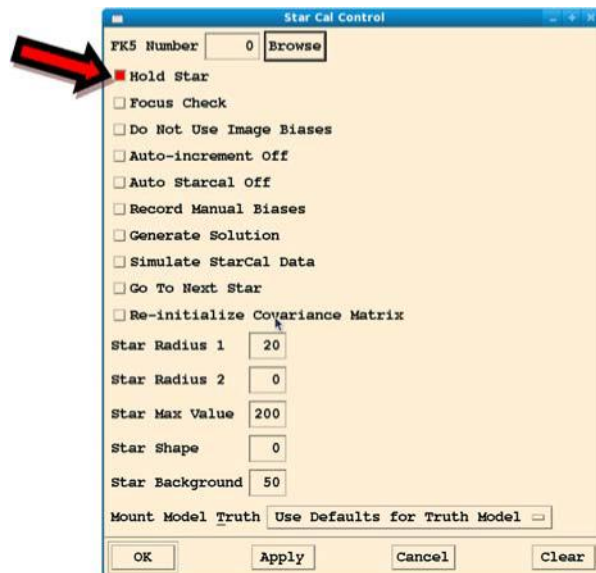 Star Cal Control
FK5 Number 0 Browse
Hold Star
Focus Check
Do Not Use Image Biases
Auto-increment Off
Auto Starcal Off
Record Manual Biases
Generate Solution
Simulate StarCal Data
Go To Next Star
Re-initialize Covariance Matrix
Star Radius 1 20
Star Radius 2 0
Star Max Value 200
Star Shape 0
Star Background 50
Mount Model Truth Use Defaults for Truth Model
OK Apply Cancel Clear